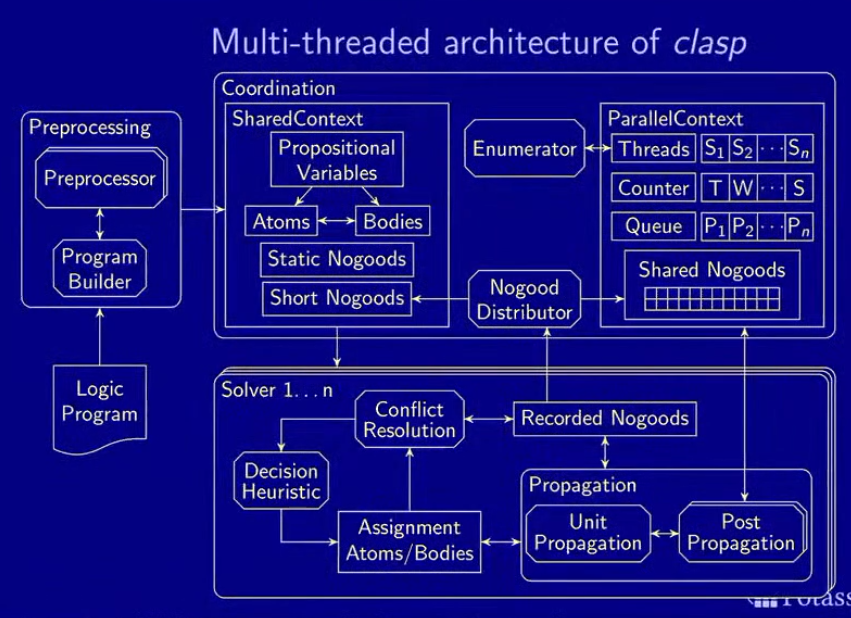 Multi-threaded architecture of clasp
Coordination
Preprocessing
Preprocessor
Program
Builder
Logic
Program
SharedContext
Propositional
Variables
Atoms
Bodies
Static Nogoods
Short Nogoods
Enumerator
Nogood
Distributor
ParallelContext
Threads S1 S2 ··· Sn
Counter T W ··· S
Queue P1 P2 ··· Pn
Shared Nogoods
Solver 1...n
Conflict
Resolution
Recorded Nogoods
Decision
Heuristic
Assignment
Atoms/Bodies
Propagation
Unit
Propagation
Post
Propagation